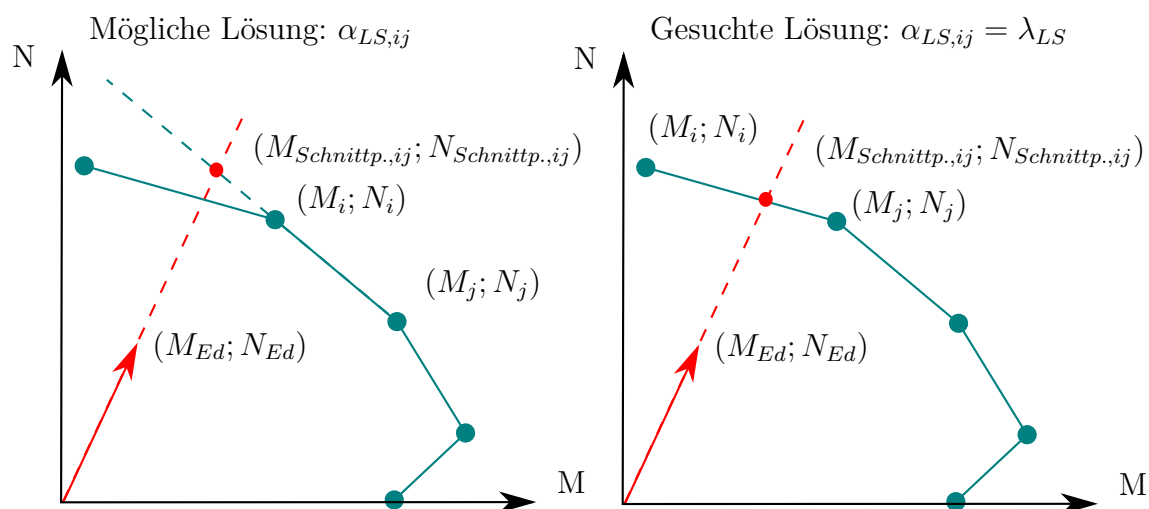 Mögliche Lösung: α_{LS,ij}
N
(M_{Schnittp.,ij}; N_{Schnittp.,ij})
(M_i; N_i)
(M_j; N_j)
(M_{Ed}; N_{Ed})
M
Gesuchte Lösung: α_{LS,ij} = λ_{LS}
N
(M_i; N_i)
(M_{Schnittp.,ij}; N_{Schnittp.,ij})
(M_j; N_j)
(M_{Ed}; N_{Ed})
M